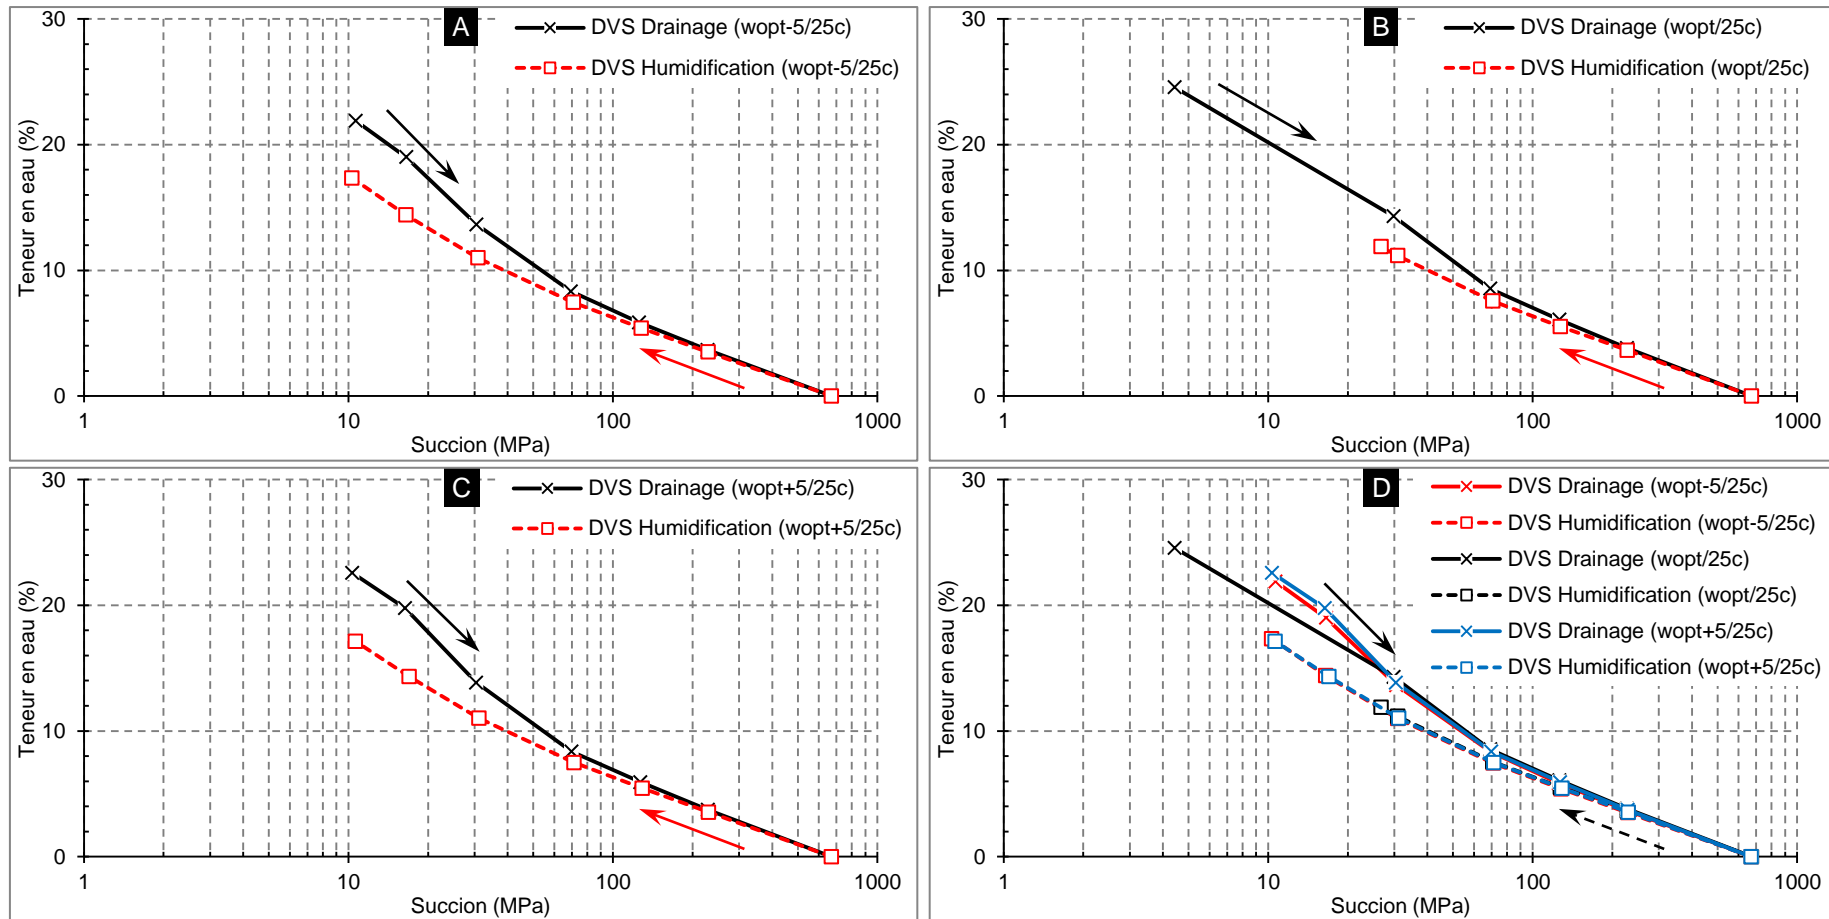 A
DVS Drainage (wopt-5/25c)
DVS Humidification (wopt-5/25c)
Teneur en eau (%)
30
20
10
0
1 10 100 1000
Succion (MPa)
B
DVS Drainage (wopt/25c)
DVS Humidification (wopt/25c)
Teneur en eau (%)
30
20
10
0
1 10 100 1000
Succion (MPa)
C
DVS Drainage (wopt+5/25c)
DVS Humidification (wopt+5/25c)
Teneur en eau (%)
30
20
10
0
1 10 100 1000
Succion (MPa)
D
DVS Drainage (wopt-5/25c)
DVS Humidification (wopt-5/25c)
DVS Drainage (wopt/25c)
DVS Humidification (wopt/25c)
DVS Drainage (wopt+5/25c)
DVS Humidification (wopt+5/25c)
Teneur en eau (%)
30
20
10
0
1 10 100 1000
Succion (MPa)